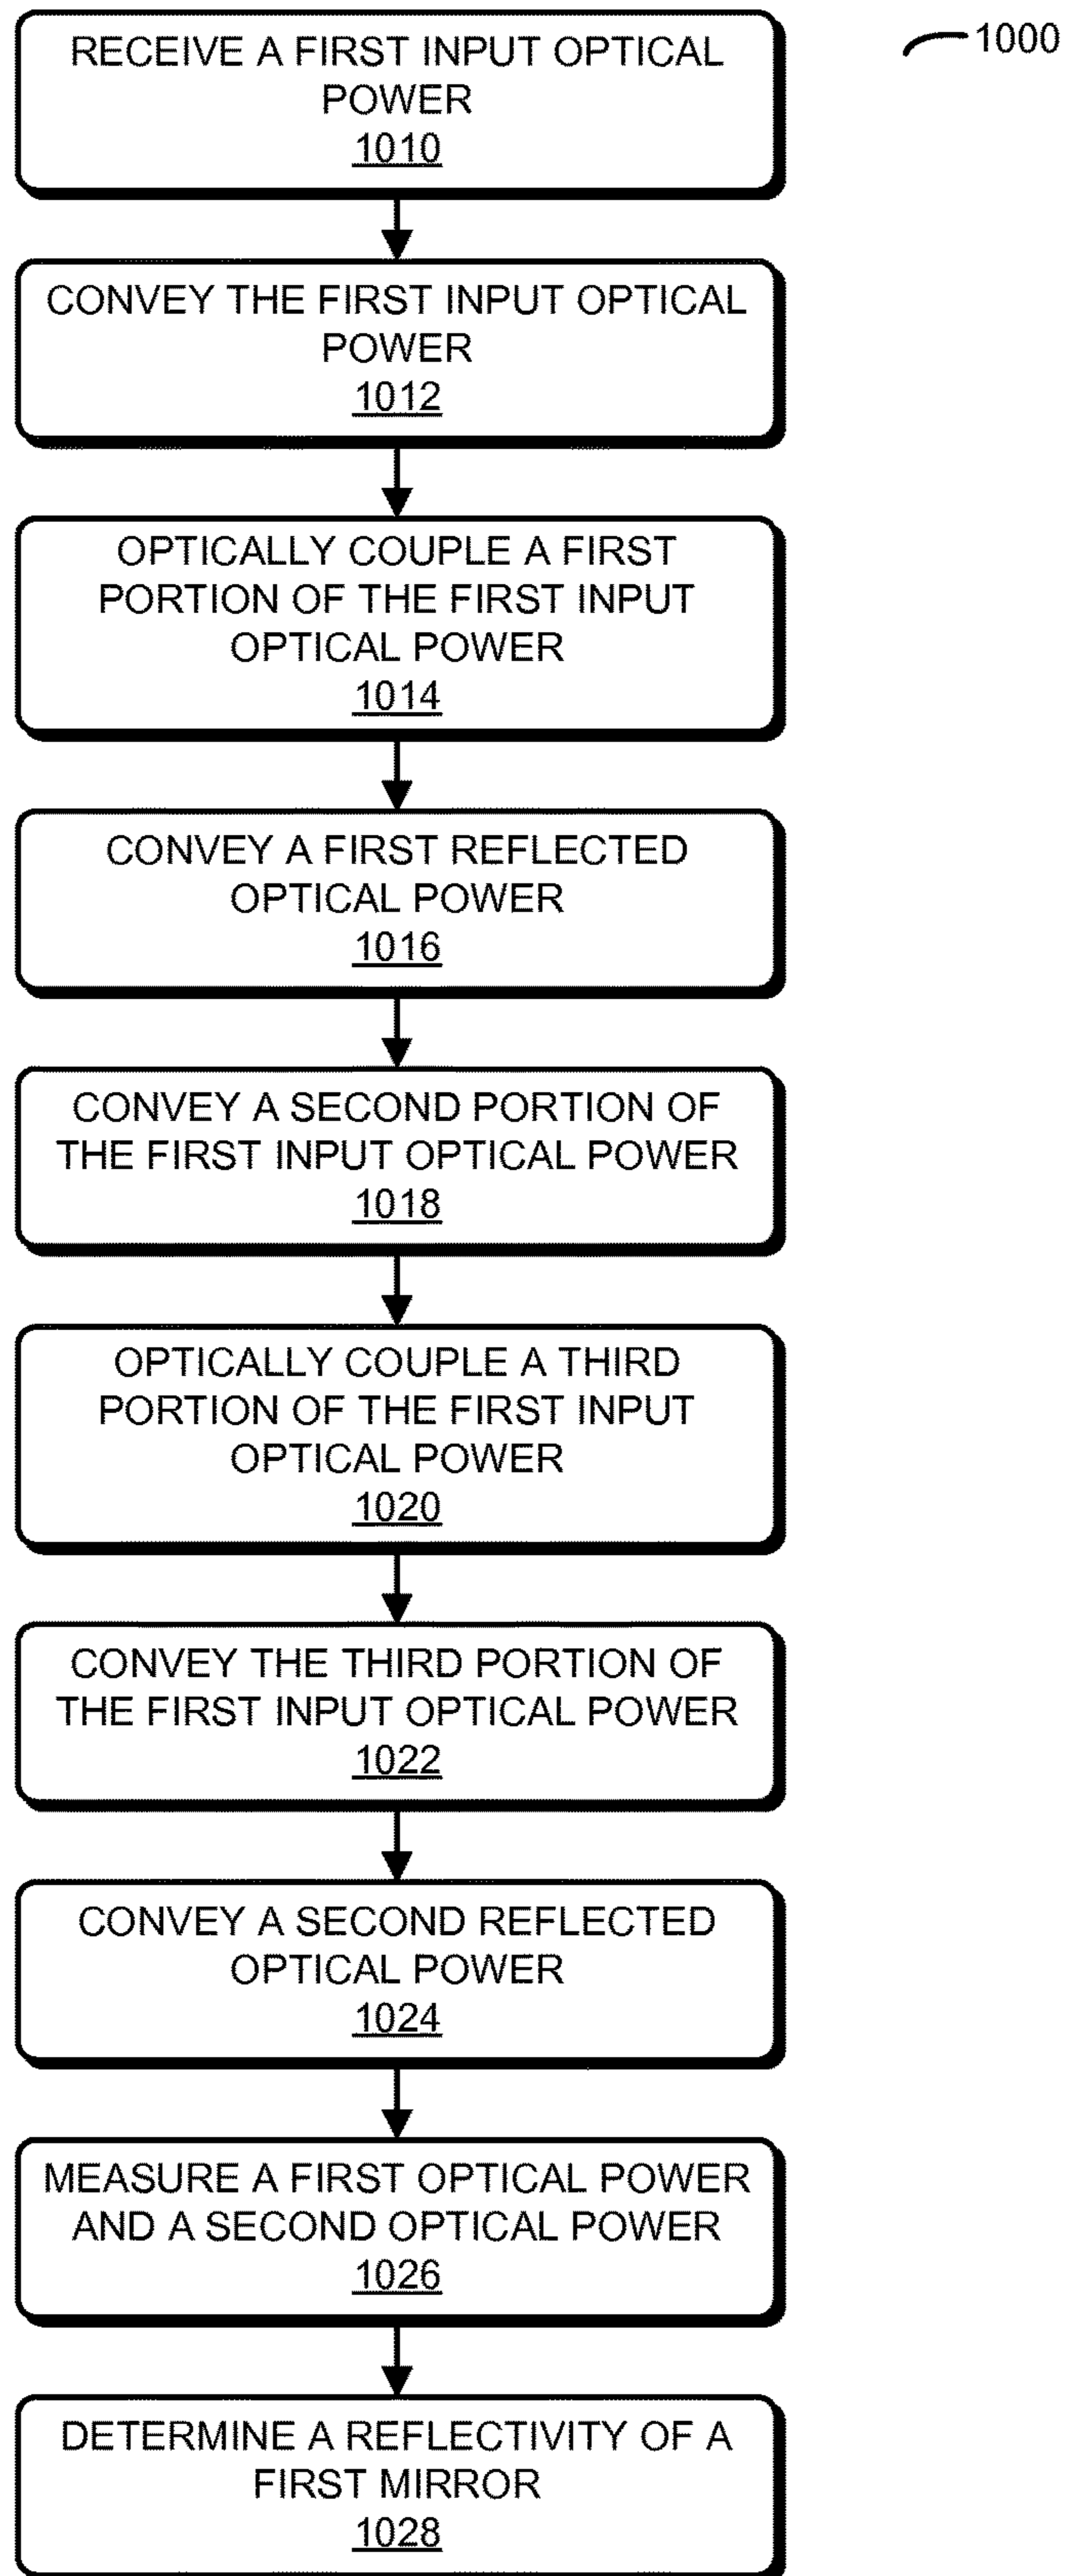 1000
RECEIVE A FIRST INPUT OPTICAL
POWER
1010
CONVEY THE FIRST INPUT OPTICAL
POWER
1012
OPTICALLY COUPLE A FIRST
PORTION OF THE FIRST INPUT
OPTICAL POWER
1014
CONVEY A FIRST REFLECTED
OPTICAL POWER
1016
CONVEY A SECOND PORTION OF
THE FIRST INPUT OPTICAL POWER
1018
OPTICALLY COUPLE A THIRD
PORTION OF THE FIRST INPUT
OPTICAL POWER
1020
CONVEY THE THIRD PORTION OF
THE FIRST INPUT OPTICAL POWER
1022
CONVEY A SECOND REFLECTED
OPTICAL POWER
1024
MEASURE A FIRST OPTICAL POWER
AND A SECOND OPTICAL POWER
1026
DETERMINE A REFLECTIVITY OF A
FIRST MIRROR
1028